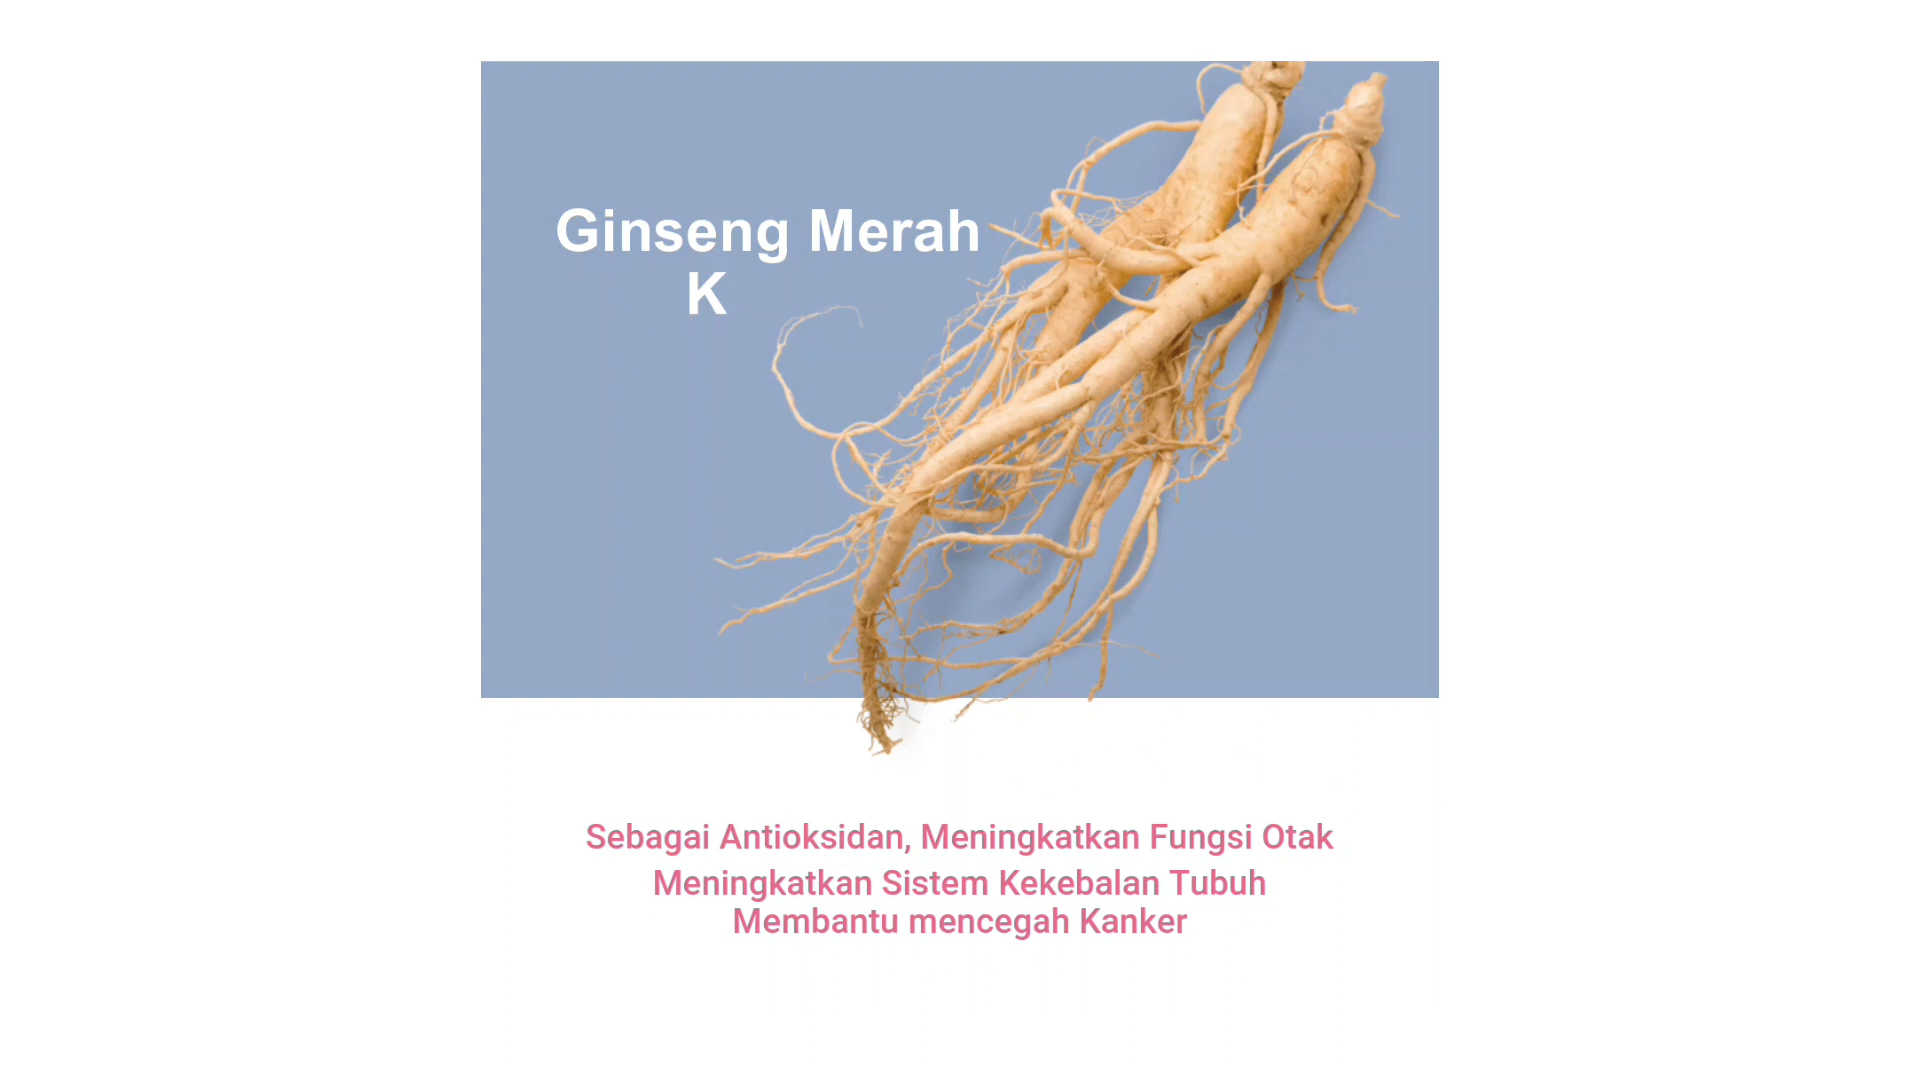 Ginseng Merah
K
Sebagai Antioksidan, Meningkatkan Fungsi Otak
Meningkatkan Sistem Kekebalan Tubuh
Membantu mencegah Kanker